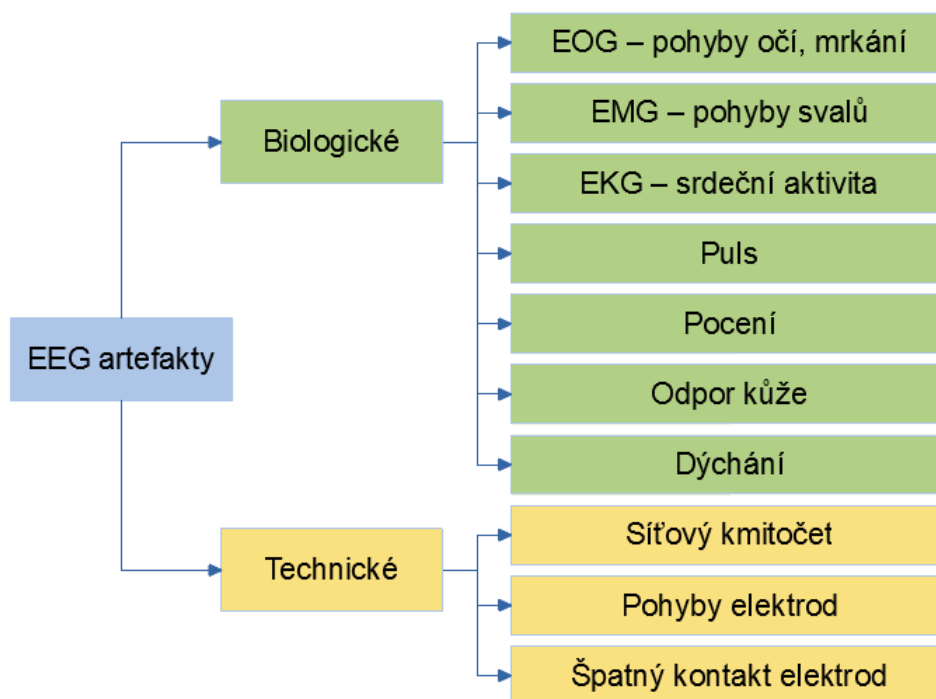 EEG artefakty
Biologické
EOG – pohyby očí, mrkání
EMG – pohyby svalů
EKG – srdeční aktivita
Puls
Pocení
Odpor kůže
Dýchání
Technické
Síťový kmitočet
Pohyby elektrod
Špatný kontakt elektrod